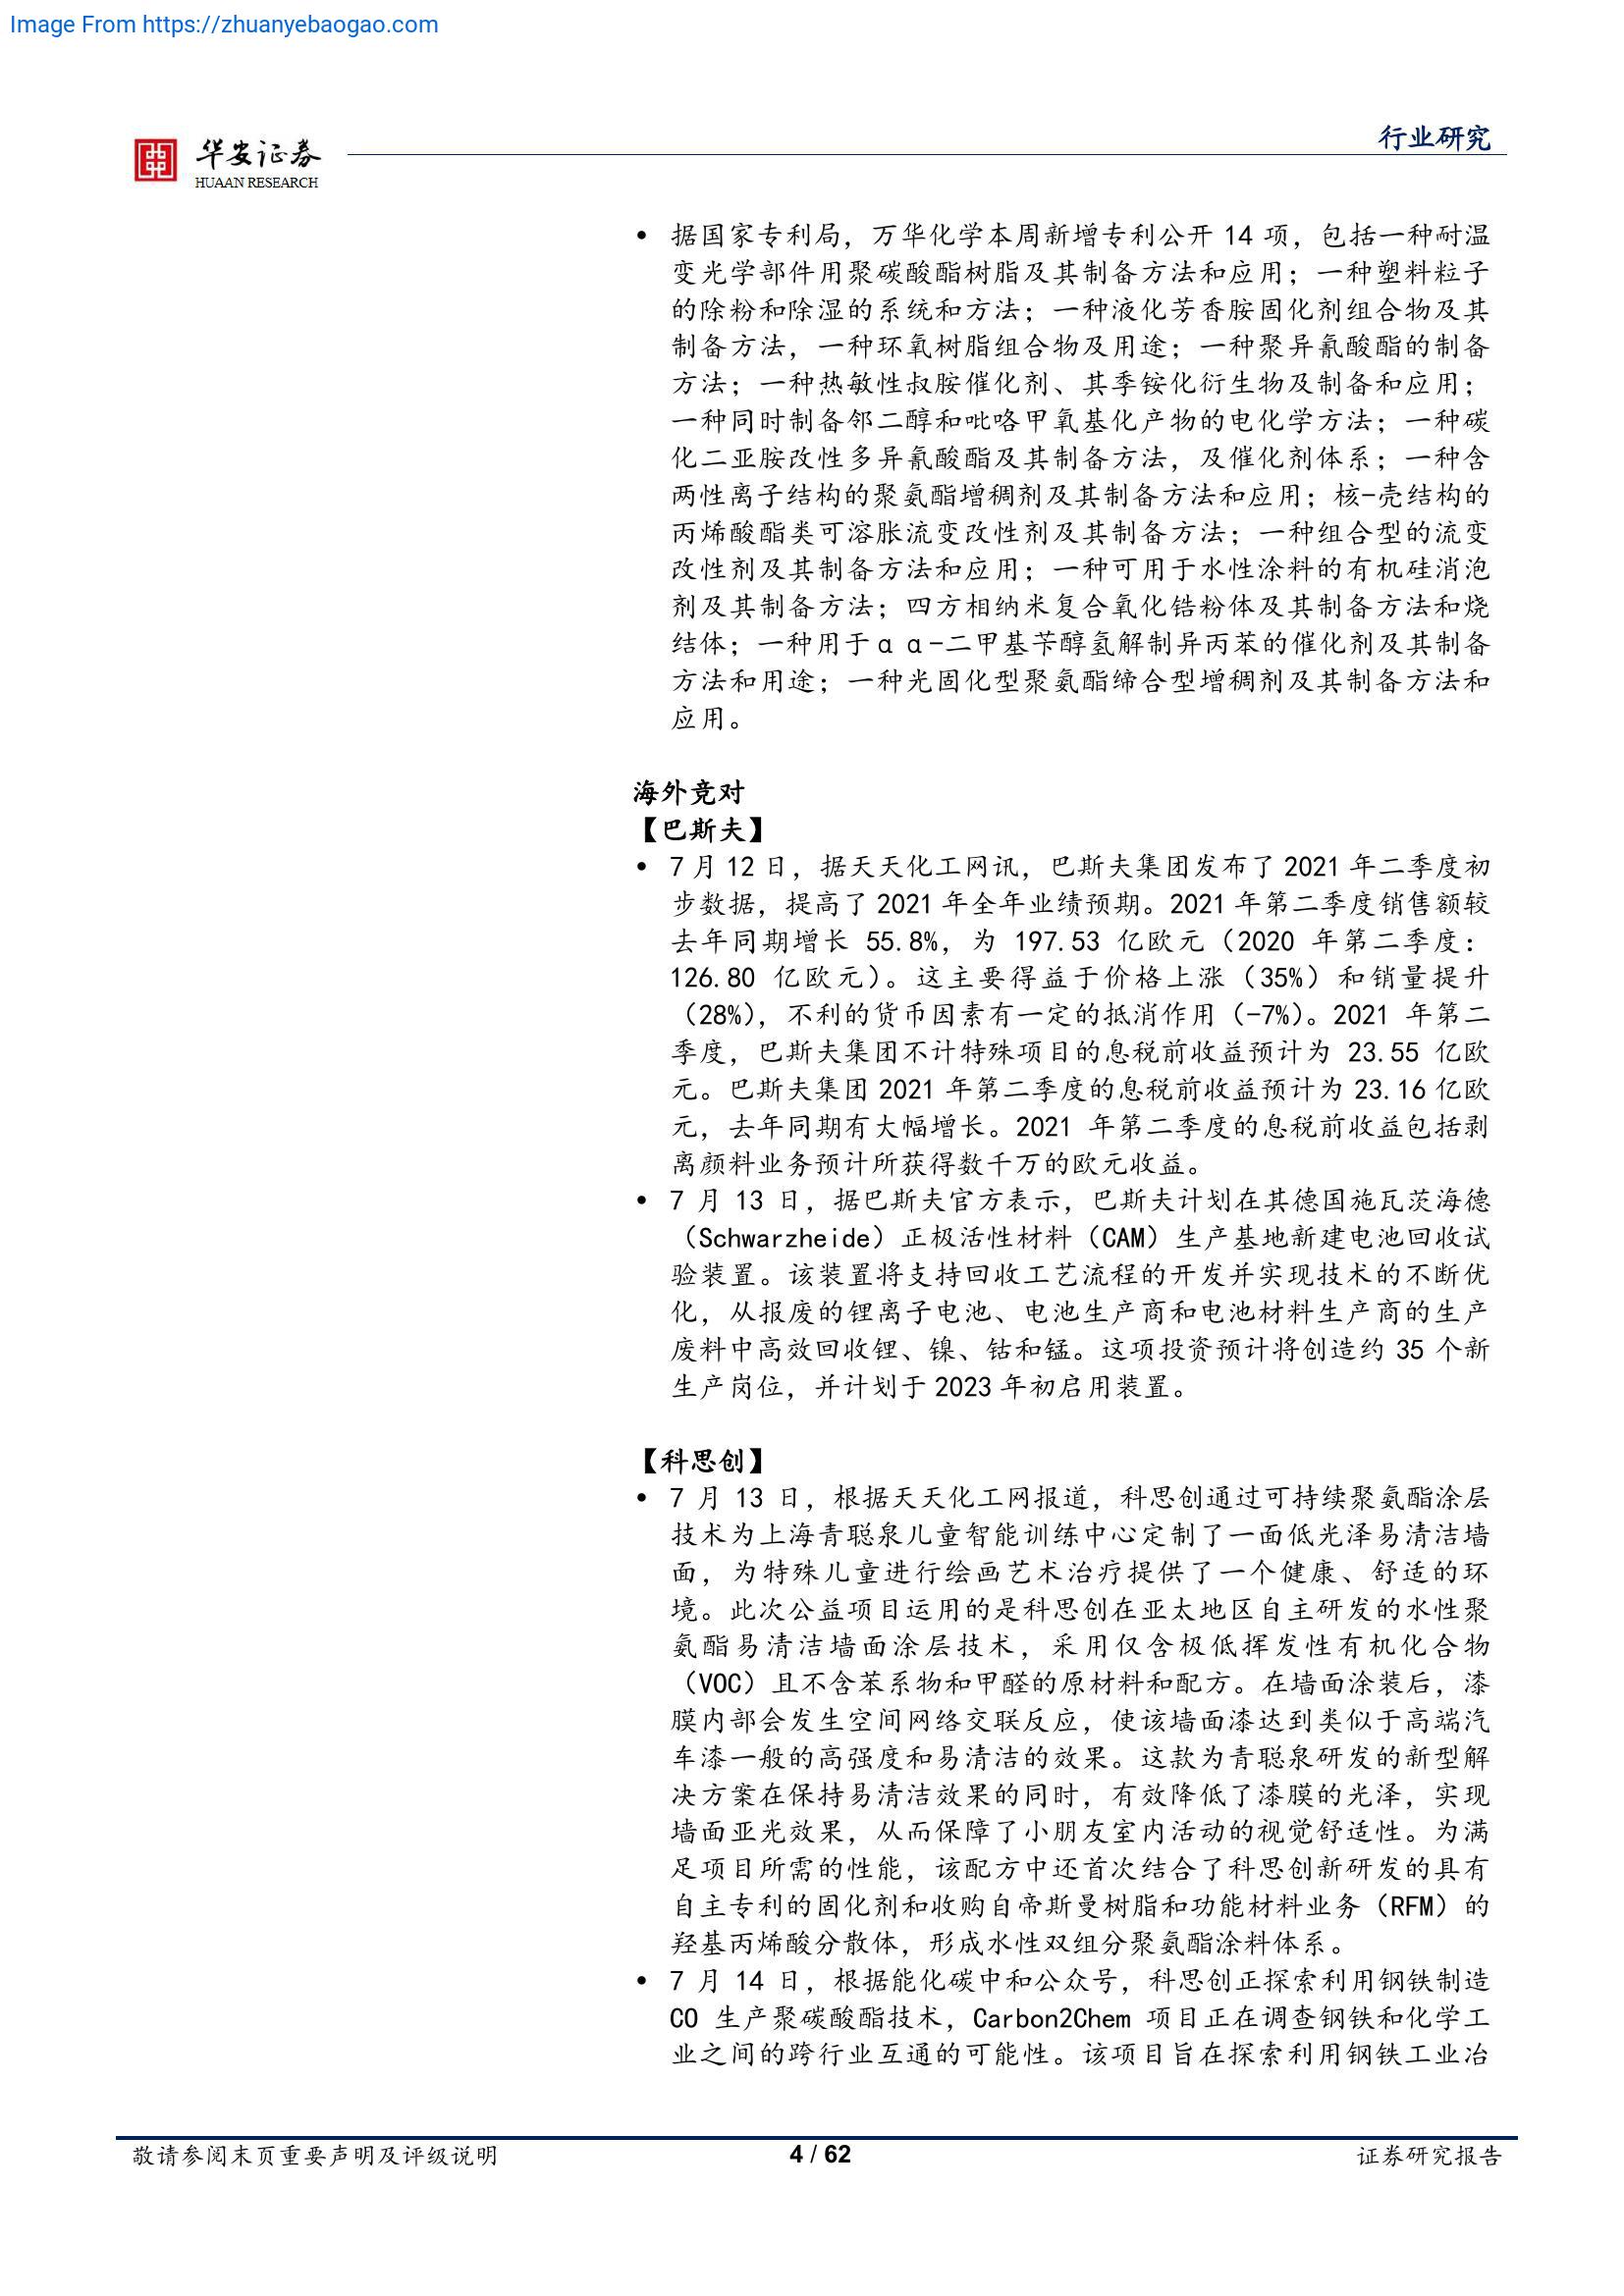 Image From https://zhuanyebaogao.com
华安证券
HUAAN RESEARCH
行业研究
• 据国家专利局，万华化学本周新增专利公开 14 项，包括一种耐温
变光学部件用聚碳酸酯树脂及其制备方法和应用；一种塑料粒子
的除粉和除湿的系统和方法；一种液化芳香胺固化剂组合物及其
制备方法，一种环氧树脂组合物及用途；一种聚异氰酸酯的制备
方法；一种热敏性叔胺催化剂、其季铵化衍生物及制备和应用；
一种同时制备邻二醇和吡咯甲氧基化产物的电化学方法；一种碳
化二亚胺改性多异氰酸酯及其制备方法，及催化剂体系；一种含
两性离子结构的聚氨酯增稠剂及其制备方法和应用；核-壳结构的
丙烯酸酯类可溶胀流变改性剂及其制备方法；一种组合型的流变
改性剂及其制备方法和应用；一种可用于水性涂料的有机硅消泡
剂及其制备方法；四方相纳米复合氧化锆粉体及其制备方法和烧
结体；一种用于αα-二甲基苄醇氢解制异丙苯的催化剂及其制备
方法和用途；一种光固化型聚氨酯缔合型增稠剂及其制备方法和
应用。
海外竞对
【巴斯夫】
• 7 月 12 日，据天天化工网讯，巴斯夫集团发布了 2021 年二季度初
步数据，提高了 2021 年全年业绩预期。2021 年第二季度销售额较
去年同期增长 55.8%，为 197.53 亿欧元（2020 年第二季度：
126.80 亿欧元）。这主要得益于价格上涨（35%）和销量提升
（28%），不利的货币因素有一定的抵消作用（-7%）。2021 年第二
季度，巴斯夫集团不计特殊项目的息税前收益预计为 23.55 亿欧
元。巴斯夫集团 2021 年第二季度的息税前收益预计为 23.16 亿欧
元，去年同期有大幅增长。2021 年第二季度的息税前收益包括剥
离颜料业务预计所获得数千万的欧元收益。
• 7 月 13 日，据巴斯夫官方表示，巴斯夫计划在其德国施瓦茨海德
（Schwarzheide）正极活性材料（CAM）生产基地新建电池回收试
验装置。该装置将支持回收工艺流程的开发并实现技术的不断优
化，从报废的锂离子电池、电池生产商和电池材料生产商的生产
废料中高效回收锂、镍、钴和锰。这项投资预计将创造约 35 个新
生产岗位，并计划于 2023 年初启用装置。
【科思创】
• 7 月 13 日，根据天天化工网报道，科思创通过可持续聚氨酯涂层
技术为上海青聪泉儿童智能训练中心定制了一面低光泽易清洁墙
面，为特殊儿童进行绘画艺术治疗提供了一个健康、舒适的环
境。此次公益项目运用的是科思创在亚太地区自主研发的水性聚
氨酯易清洁墙面涂层技术，采用仅含极低挥发性有机化合物
（VOC）且不含苯系物和甲醛的原材料和配方。在墙面涂装后，漆
膜内部会发生空间网络交联反应，使该墙面漆达到类似于高端汽
车漆一般的高强度和易清洁的效果。这款为青聪泉研发的新型解
决方案在保持易清洁效果的同时，有效降低了漆膜的光泽，实现
墙面亚光效果，从而保障了小朋友室内活动的视觉舒适性。为满
足项目所需的性能，该配方中还首次结合了科思创新研发的具有
自主专利的固化剂和收购自帝斯曼树脂和功能材料业务（RFM）的
羟基丙烯酸分散体，形成水性双组分聚氨酯涂料体系。
• 7 月 14 日，根据能化碳中和公众号，科思创正探索利用钢铁制造
CO 生产聚碳酸酯技术，Carbon2Chem 项目正在调查钢铁和化学工
业之间的跨行业互通的可能性。该项目旨在探索利用钢铁工业冶
敬请参阅末页重要声明及评级说明
4 / 62
证券研究报告